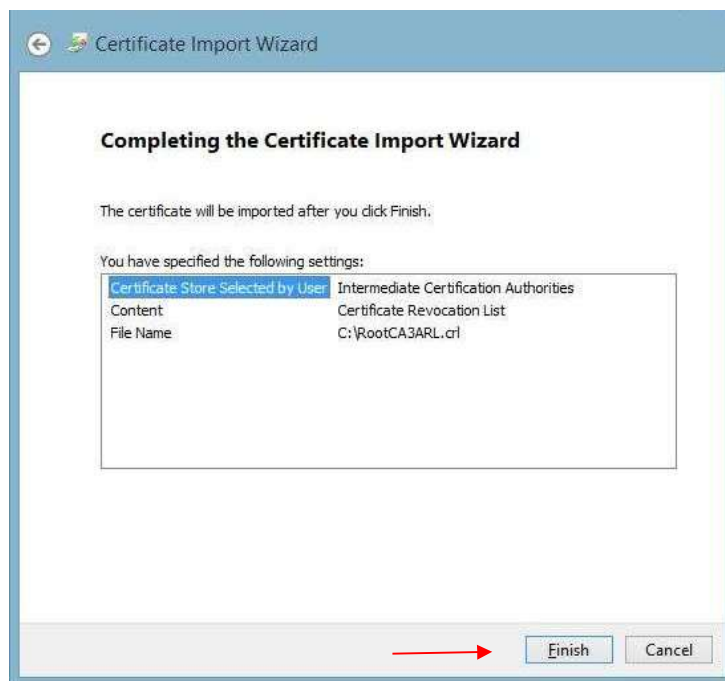 Certificate Import Wizard
Completing the Certificate Import Wizard
The certificate will be imported after you click Finish.
You have specified the following settings:
Certificate Store Selected by User Intermediate Certification Authorities
Content Certificate Revocation List
File Name C:\RootCA3ARL.crl
Finish Cancel